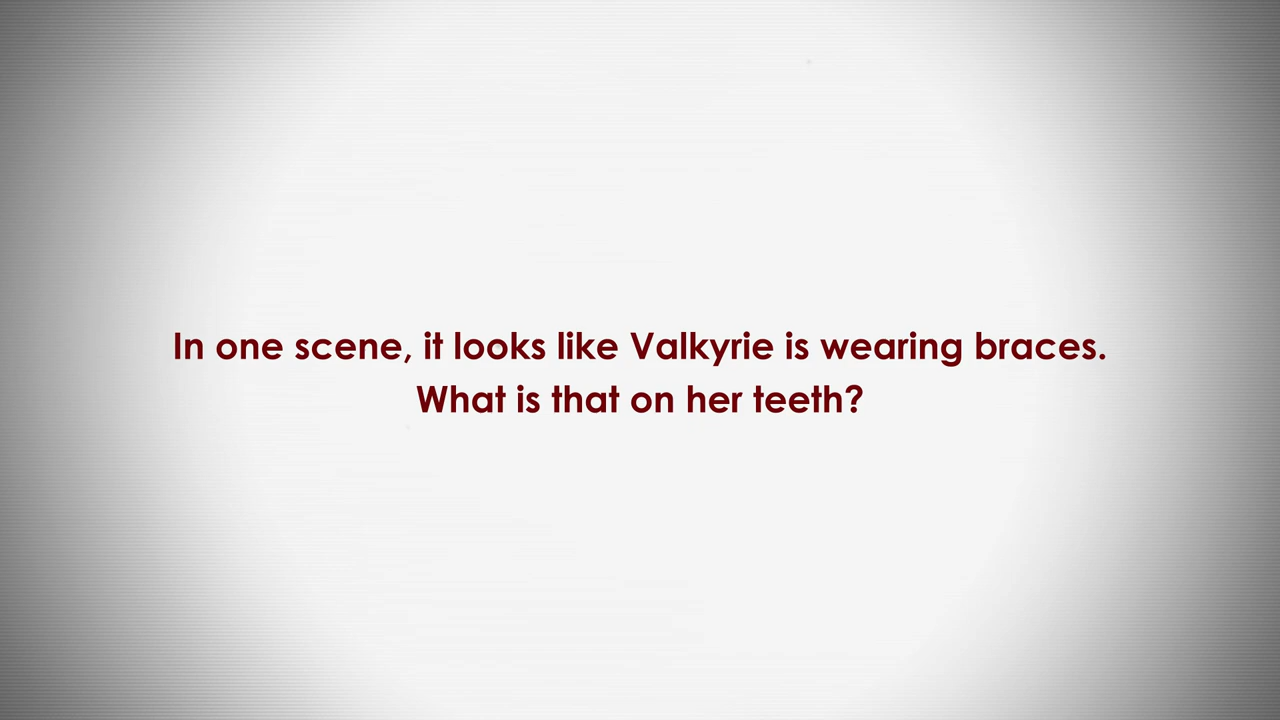 In one scene, it looks like Valkyrie is wearing braces.
What is that on her teeth?